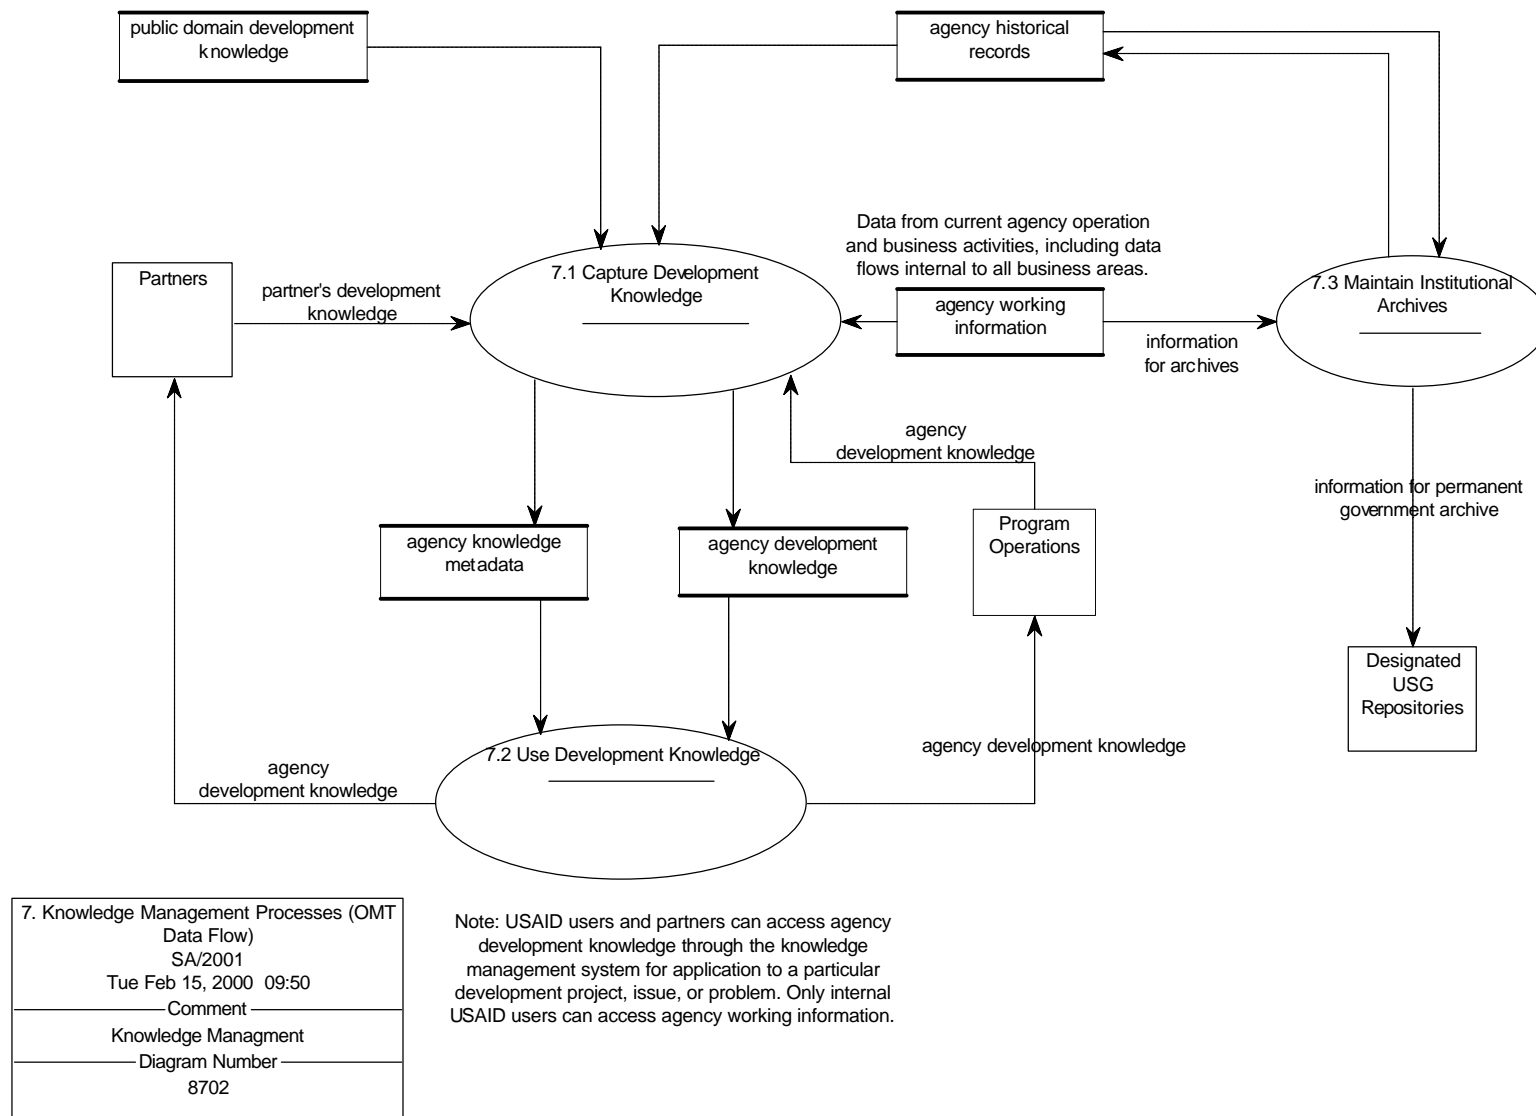 public domain development
knowledge
agency historical
records
Data from current agency operation
and business activities, including data
flows internal to all business areas.
Partners
partner's development
knowledge
7.1 Capture Development
Knowledge
agency working
information
information
for archives
7.3 Maintain Institutional
Archives
agency
development knowledge
information for permanent
government archive
agency knowledge
metadata
agency development
knowledge
Program
Operations
Designated
USG
Repositories
7.2 Use Development Knowledge
agency
development knowledge
agency development knowledge
7. Knowledge Management Processes (OMT
Data Flow)
SA/2001
Tue Feb 15, 2000 09:50
Comment
Knowledge Managment
Diagram Number
8702
Note: USAID users and partners can access agency
development knowledge through the knowledge
management system for application to a particular
development project, issue, or problem. Only internal
USAID users can access agency working information.